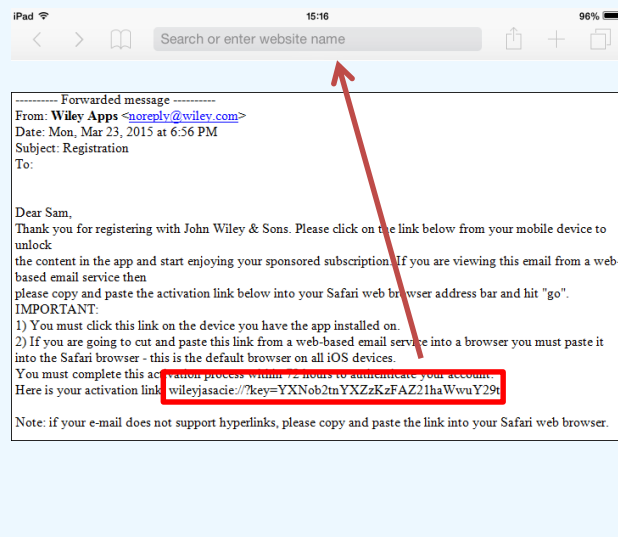 iPad 15:16 96%
Search or enter website name
---------- Forwarded message ----------
From: Wiley Apps <noreply@wiley.com>
Date: Mon, Mar 23, 2015 at 6:56 PM
Subject: Registration
To:
Dear Sam,
Thank you for registering with John Wiley & Sons. Please click on the link below from your mobile device to
unlock
the content in the app and start enjoying your sponsored subscription. If you are viewing this email from a web-
based email service then
please copy and paste the activation link below into your Safari web browser address bar and hit "go".
IMPORTANT:
1) You must click this link on the device you have the app installed on.
2) If you are going to cut and paste this link from a web-based email service into a browser you must paste it
into the Safari browser - this is the default browser on all iOS devices.
You must complete this activation process within 72 hours to authenticate your account.
Here is your activation link: wileyjasacie://?key=YXNob2tnYXZzKzFAZ21haWwuY29t
Note: if your e-mail does not support hyperlinks, please copy and paste the link into your Safari web browser.